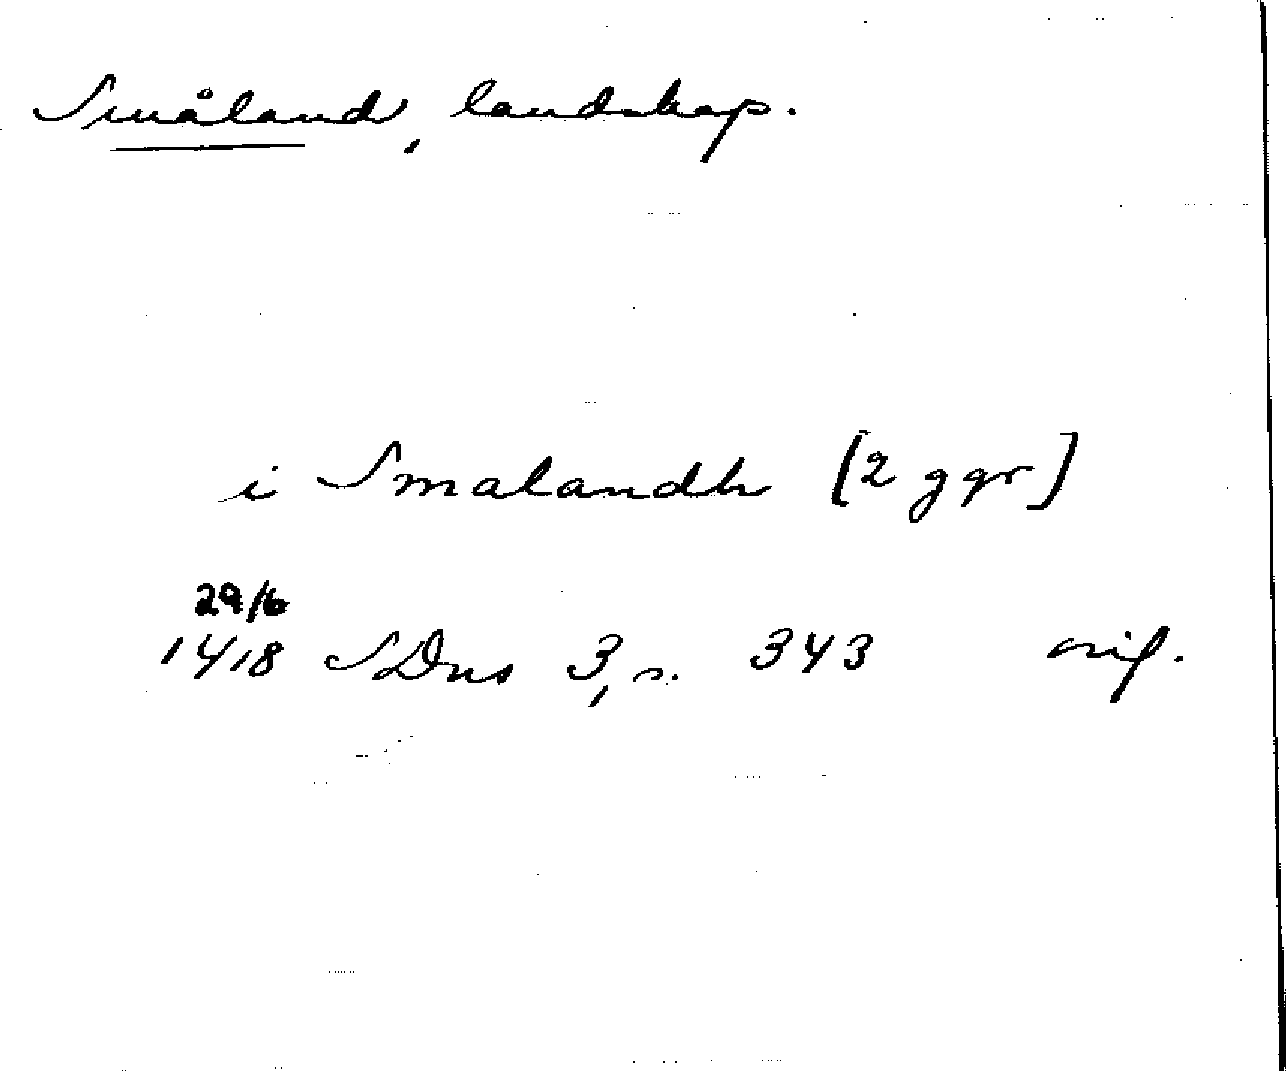 Småland, landskap.
i Smalandh [2 ggr]
29/6
1418 SDns 3, s. 343 orig.